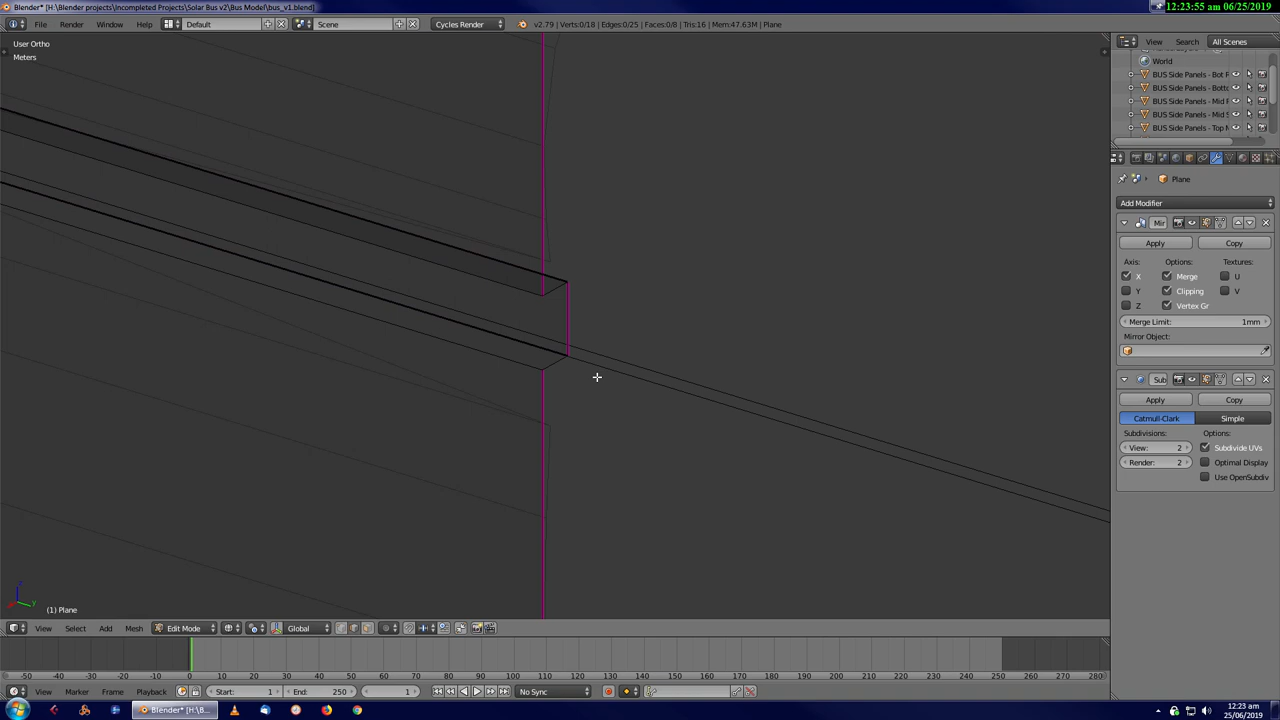 Blender* [H:\Blender projects\Incompleted Projects\Solar Bus v2\Bus Model\bus_v1.blend]
12:23:55 am 06/25/2019
File Render Window Help Default Scene Cycles Render v2.79 | Verts:0/18 | Edges:0/25 | Faces:0/8 | Tris:16 | Mem:47.63M | Plane
View Search All Scenes
User Ortho
Meters
World
BUS Side Panels - Bot F
BUS Side Panels - Botto
BUS Side Panels - Mid F
BUS Side Panels - Mid S
BUS Side Panels - Top M
Plane
Add Modifier
Mir
Apply Copy
Axis: Options: Textures:
X Merge U
Y Clipping V
Z Vertex Gr
Merge Limit: 1mm
Mirror Object:
Sub
Apply Copy
Catmull-Clark Simple
Subdivisions: Options:
View: 2 Subdivide UVs
Render: 2 Optimal Display
Use OpenSubdiv
z
y
(1) Plane
View Select Add Mesh Edit Mode Global
-50 -40 -30 -20 -10 0 10 20 30 40 50 60 70 80 90 100 110 120 130 140 150 160 170 180 190 200 210 220 230 240 250 260 270 280
View Marker Frame Playback Start: 1 End: 250 1 No Sync
Blender* [H:\B...
12:23 am
25/06/2019